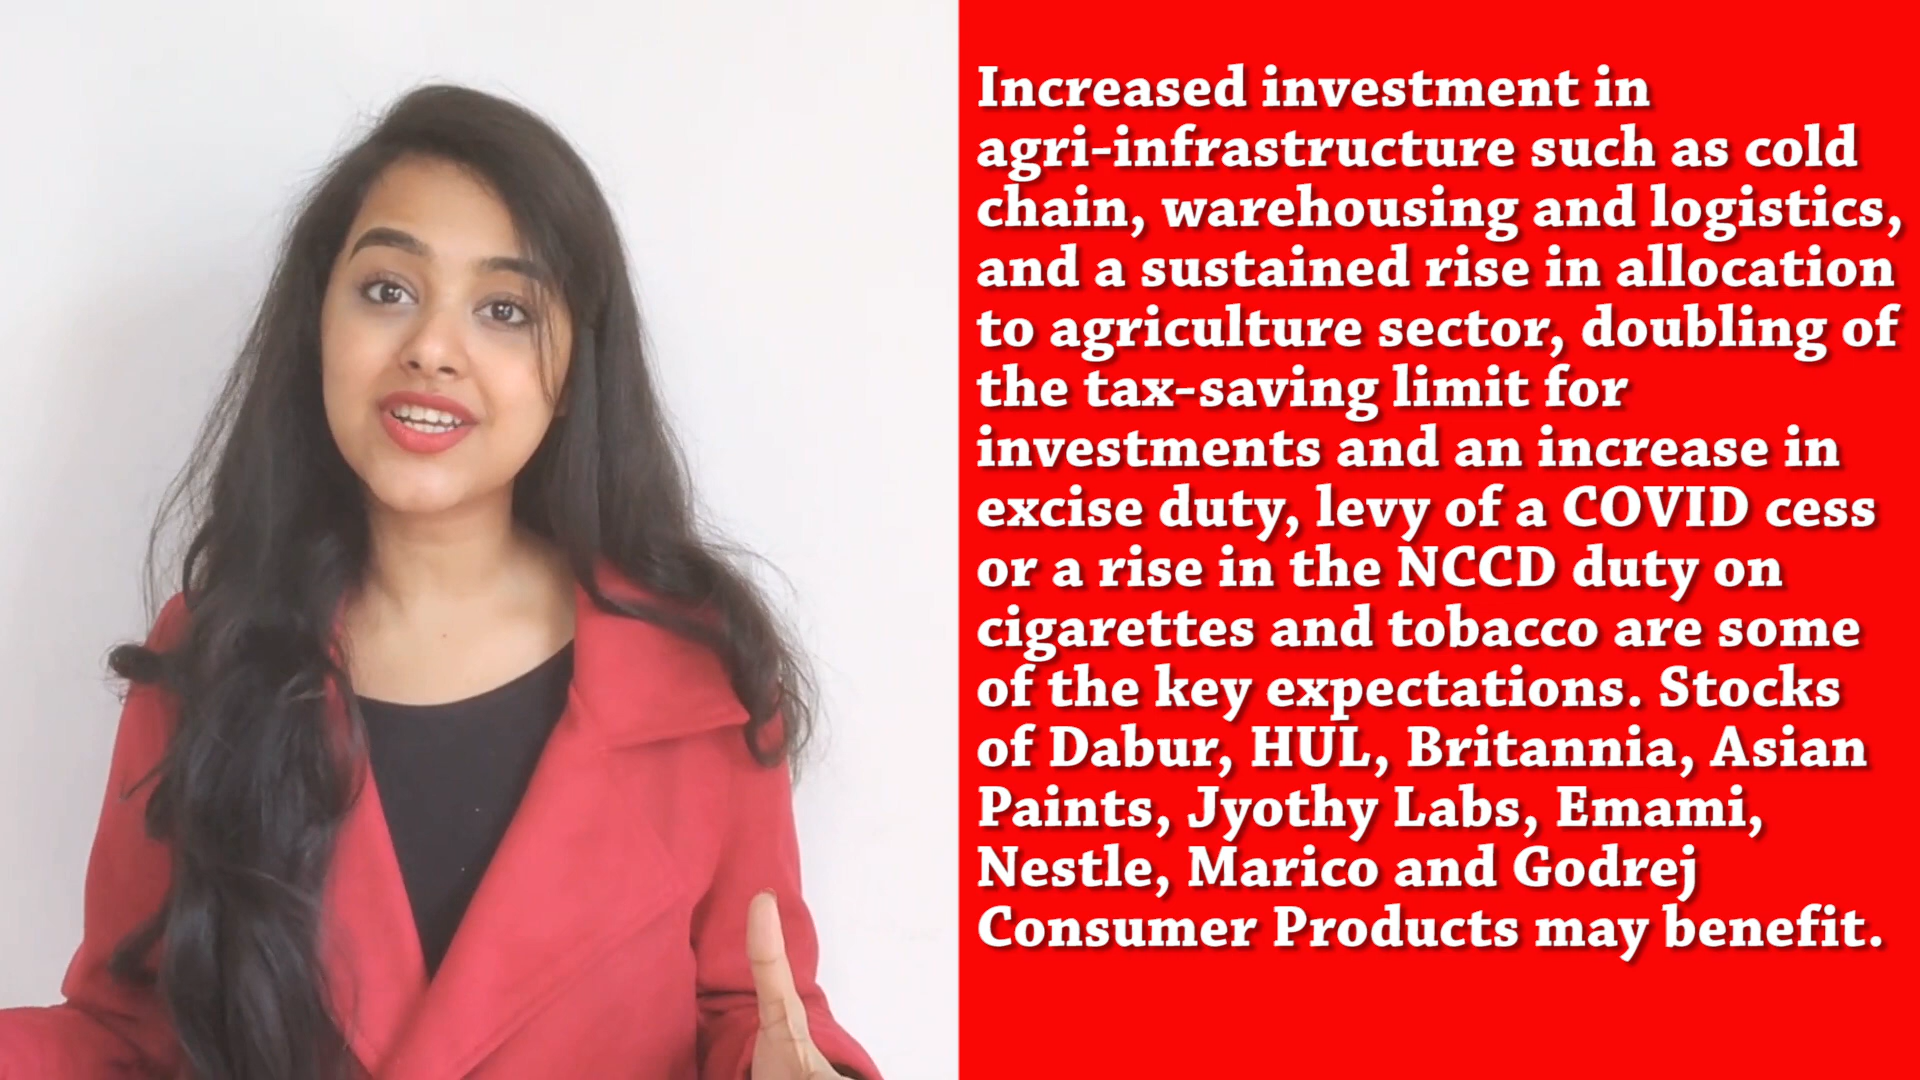 Increased investment in
agri-infrastructure such as cold
chain, warehousing and logistics,
and a sustained rise in allocation
to agriculture sector, doubling of
the tax-saving limit for
investments and an increase in
excise duty, levy of a COVID cess
or a rise in the NCCD duty on
cigarettes and tobacco are some
of the key expectations. Stocks
of Dabur, HUL, Britannia, Asian
Paints, Jyothy Labs, Emami,
Nestle, Marico and Godrej
Consumer Products may benefit.